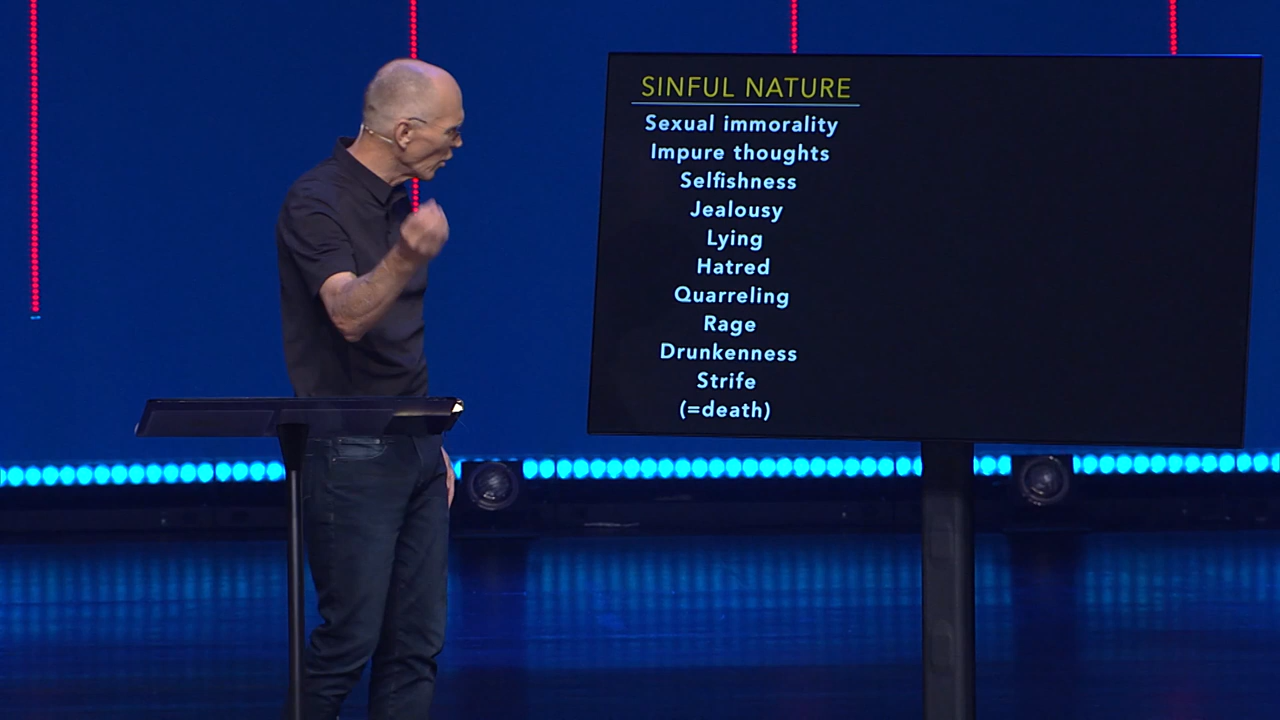 SINFUL NATURE
Sexual immorality
Impure thoughts
Selfishness
Jealousy
Lying
Hatred
Quarreling
Rage
Drunkenness
Strife
(=death)